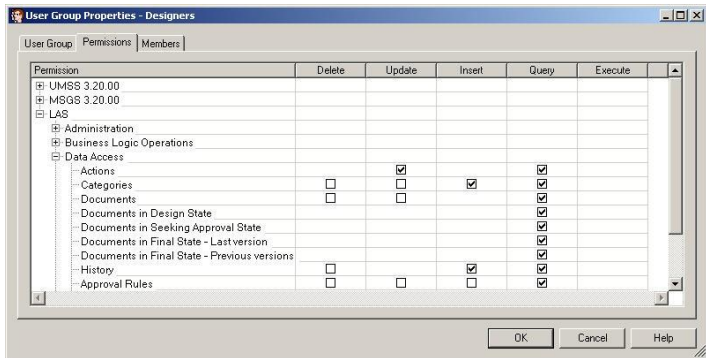 User Group Properties - Designers
User Group Permissions Members
Permission Delete Update Insert Query Execute
UMSS 3.20.00
MSGS 3.20.00
LAS
Administration
Business Logic Operations
Data Access
Actions
Categories
Documents
Documents in Design State
Documents in Seeking Approval State
Documents in Final State - Last version
Documents in Final State - Previous versions
History
Approval Rules
OK Cancel Help